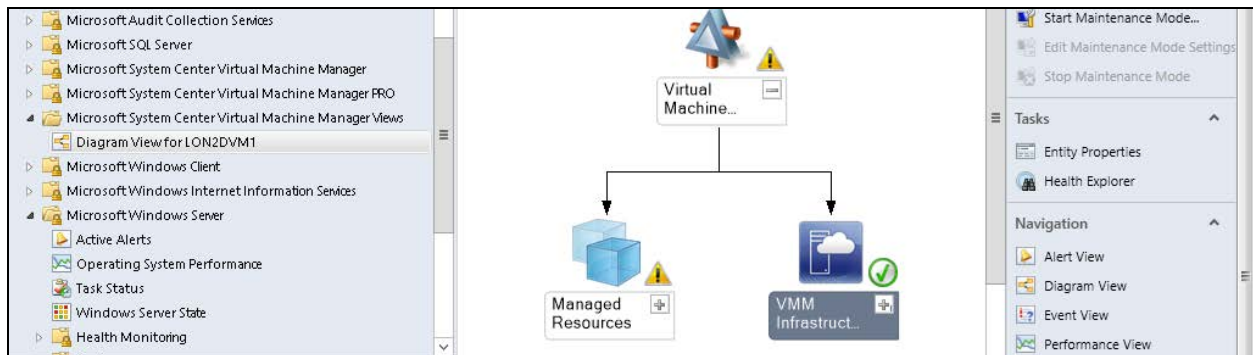 Microsoft Audit Collection Services
Microsoft SQL Server
Microsoft System Center Virtual Machine Manager
Microsoft System Center Virtual Machine Manager PRO
Microsoft System Center Virtual Machine Manager Views
Diagram View for LON2DVM1
Microsoft Windows Client
Microsoft Windows Internet Information Services
Microsoft Windows Server
Active Alerts
Operating System Performance
Task Status
Windows Server State
Health Monitoring
Virtual
Machine...
Managed
Resources
VMM
Infrastruct...
Start Maintenance Mode...
Edit Maintenance Mode Settings
Stop Maintenance Mode
Tasks
Entity Properties
Health Explorer
Navigation
Alert View
Diagram View
Event View
Performance View